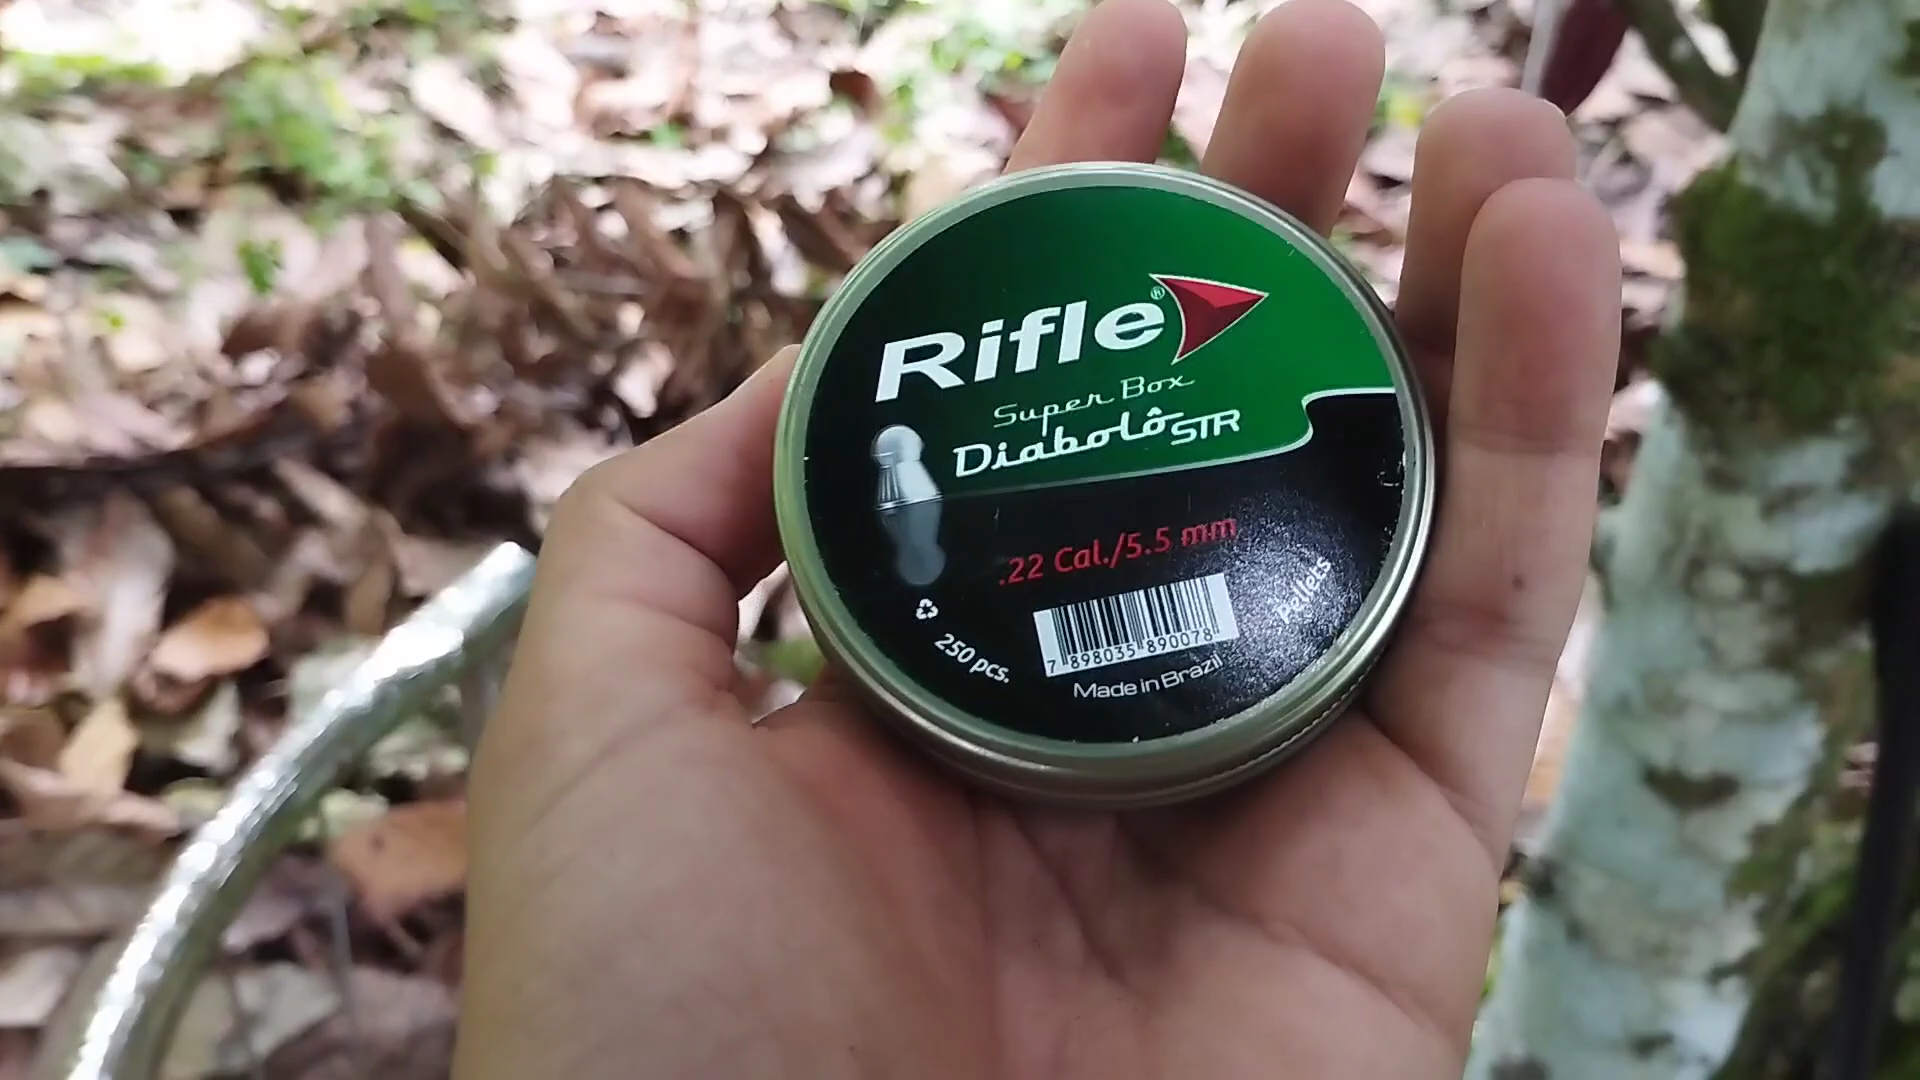 Rifle®
Super Box
Diabolô STR
.22 Cal./5.5 mm
Pellets
250 pcs.
7 898035 890078
Made in Brazil